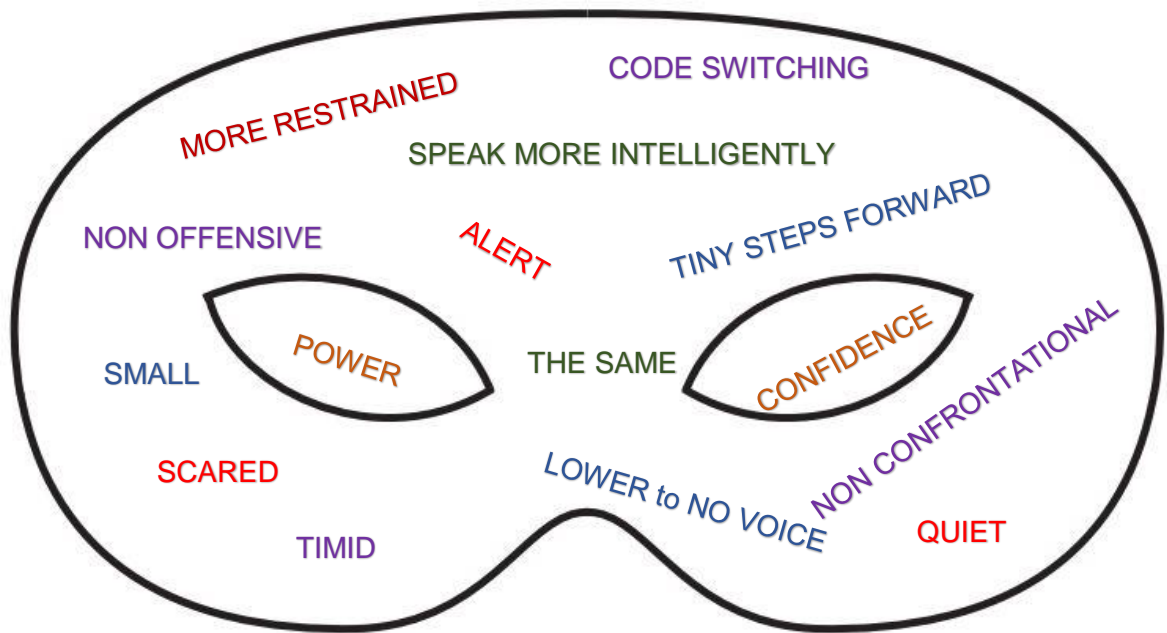 CODE SWITCHING
MORE RESTRAINED
SPEAK MORE INTELLIGENTLY
TINY STEPS FORWARD
NON OFFENSIVE
ALERT
POWER
THE SAME
CONFIDENCE
SMALL
NON CONFRONTATIONAL
SCARED
LOWER to NO VOICE
QUIET
TIMID